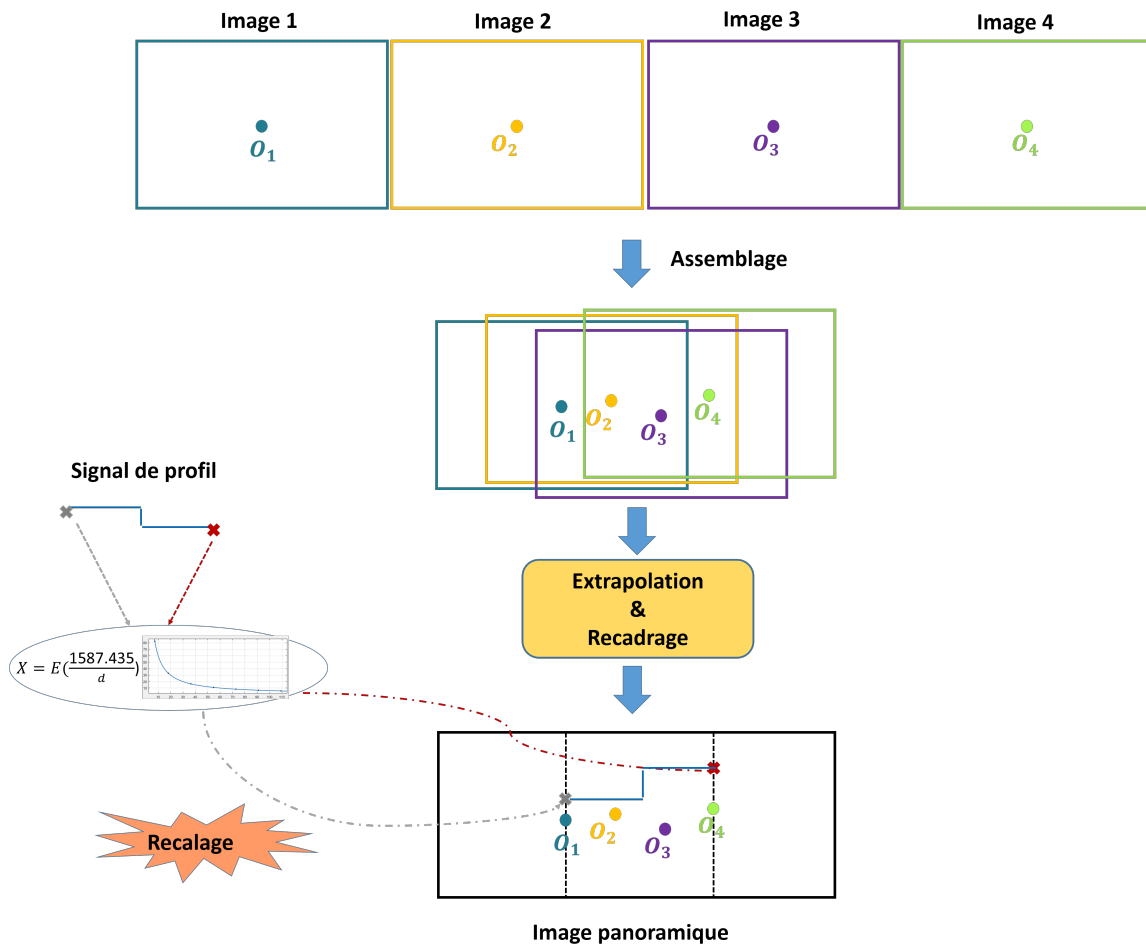 Image 1
Image 2
Image 3
Image 4
O₁
O₂
O₃
O₄
Assemblage
O₁
O₂
O₃
O₄
Signal de profil
Extrapolation
&
Recadrage
X = E(1587.435/d)
Recalage
O₁
O₂
O₃
O₄
Image panoramique